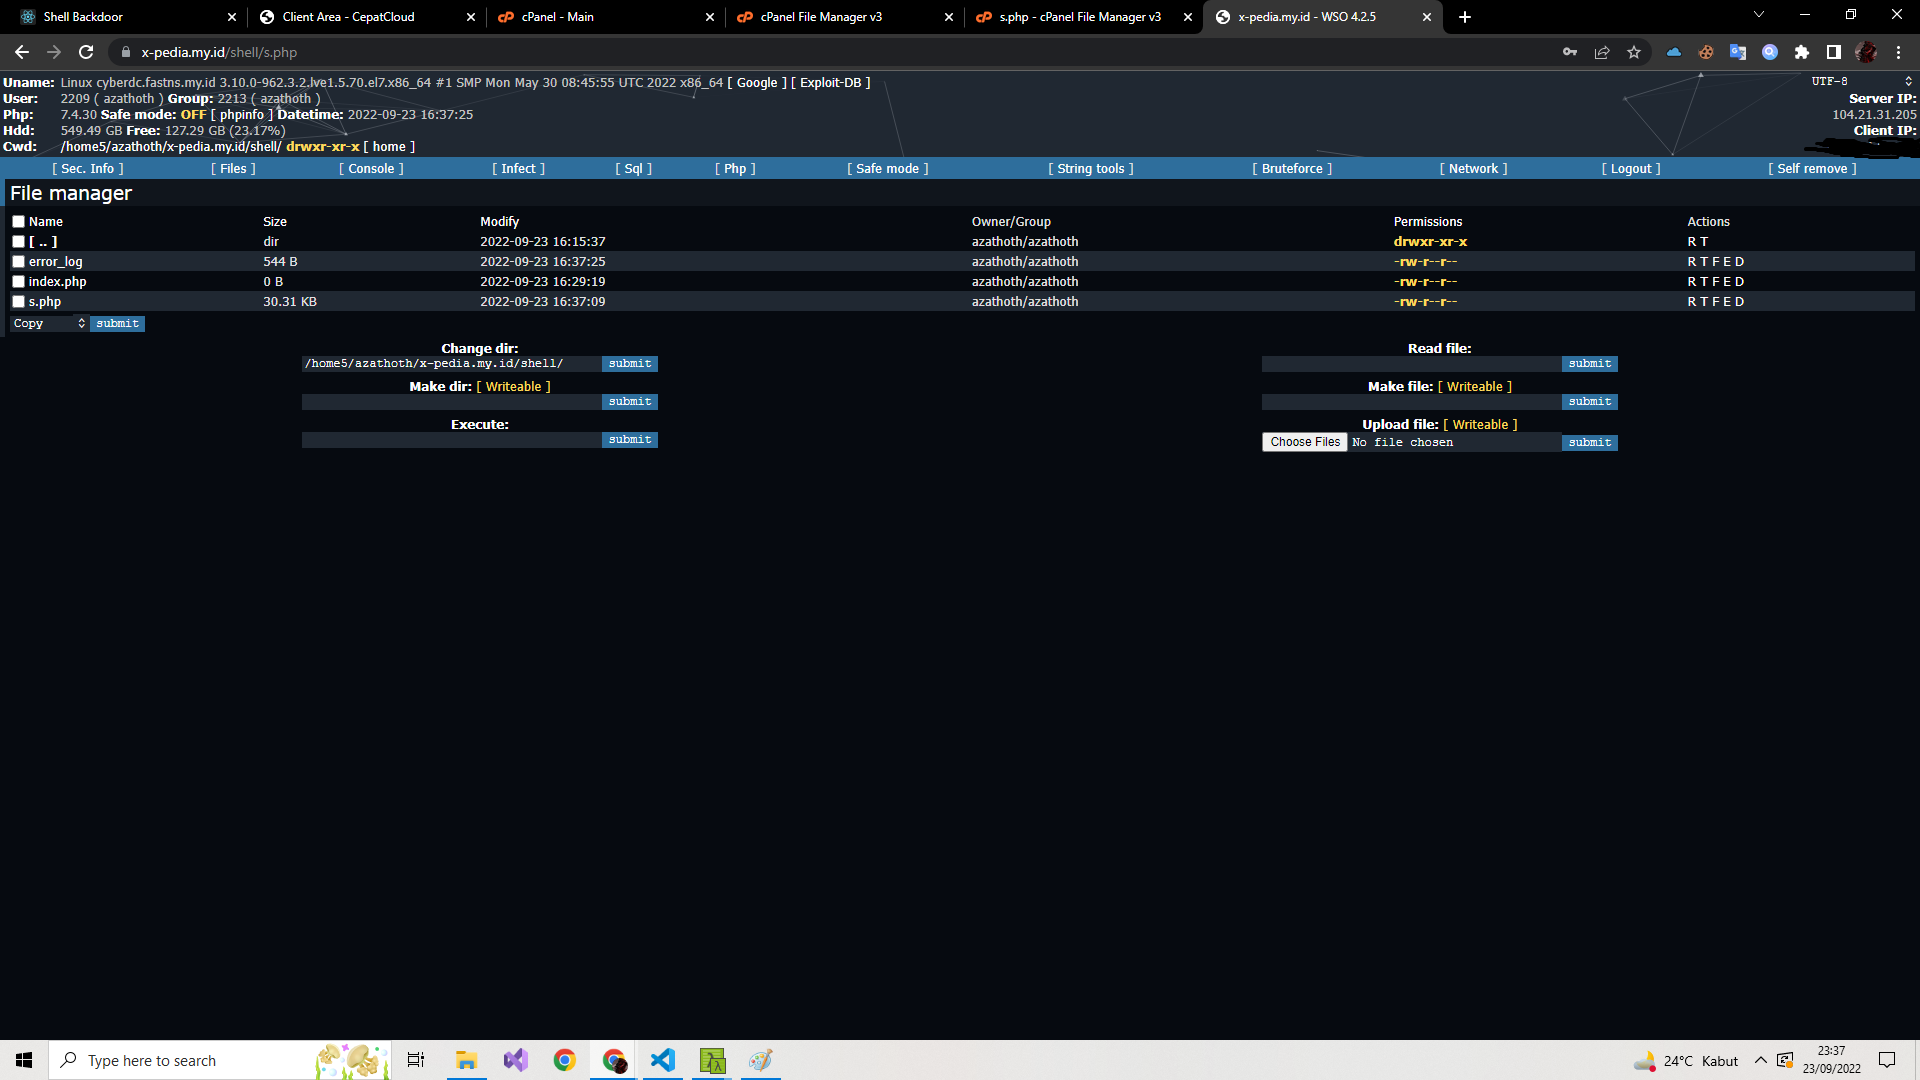 Shell Backdoor
Client Area - CepatCloud
cPanel - Main
cPanel File Manager v3
s.php - cPanel File Manager v3
x-pedia.my.id - WSO 4.2.5
x-pedia.my.id/shell/s.php
Uname: Linux cyberdc.fastns.my.id 3.10.0-962.3.2.lve1.5.70.el7.x86_64 #1 SMP Mon May 30 08:45:55 UTC 2022 x86_64 [ Google ] [ Exploit-DB ]
User: 2209 ( azathoth ) Group: 2213 ( azathoth )
Php: 7.4.30 Safe mode: OFF [ phpinfo ] Datetime: 2022-09-23 16:37:25
Hdd: 549.49 GB Free: 127.29 GB (23.17%)
Cwd: /home5/azathoth/x-pedia.my.id/shell/ drwxr-xr-x [ home ]
UTF-8
Server IP:
104.21.31.205
Client IP:
[ Sec. Info ] [ Files ] [ Console ] [ Infect ] [ Sql ] [ Php ] [ Safe mode ] [ String tools ] [ Bruteforce ] [ Network ] [ Logout ] [ Self remove ]
File manager
Name Size Modify Owner/Group Permissions Actions
[ .. ] dir 2022-09-23 16:15:37 azathoth/azathoth drwxr-xr-x R T
error_log 544 B 2022-09-23 16:37:25 azathoth/azathoth -rw-r--r-- R T F E D
index.php 0 B 2022-09-23 16:29:19 azathoth/azathoth -rw-r--r-- R T F E D
s.php 30.31 KB 2022-09-23 16:37:09 azathoth/azathoth -rw-r--r-- R T F E D
Copy submit
Change dir:
/home5/azathoth/x-pedia.my.id/shell/ submit
Make dir: [ Writeable ]
submit
Execute:
submit
Read file:
submit
Make file: [ Writeable ]
submit
Upload file: [ Writeable ]
Choose Files No file chosen submit
Type here to search
24°C Kabut
23:37
23/09/2022